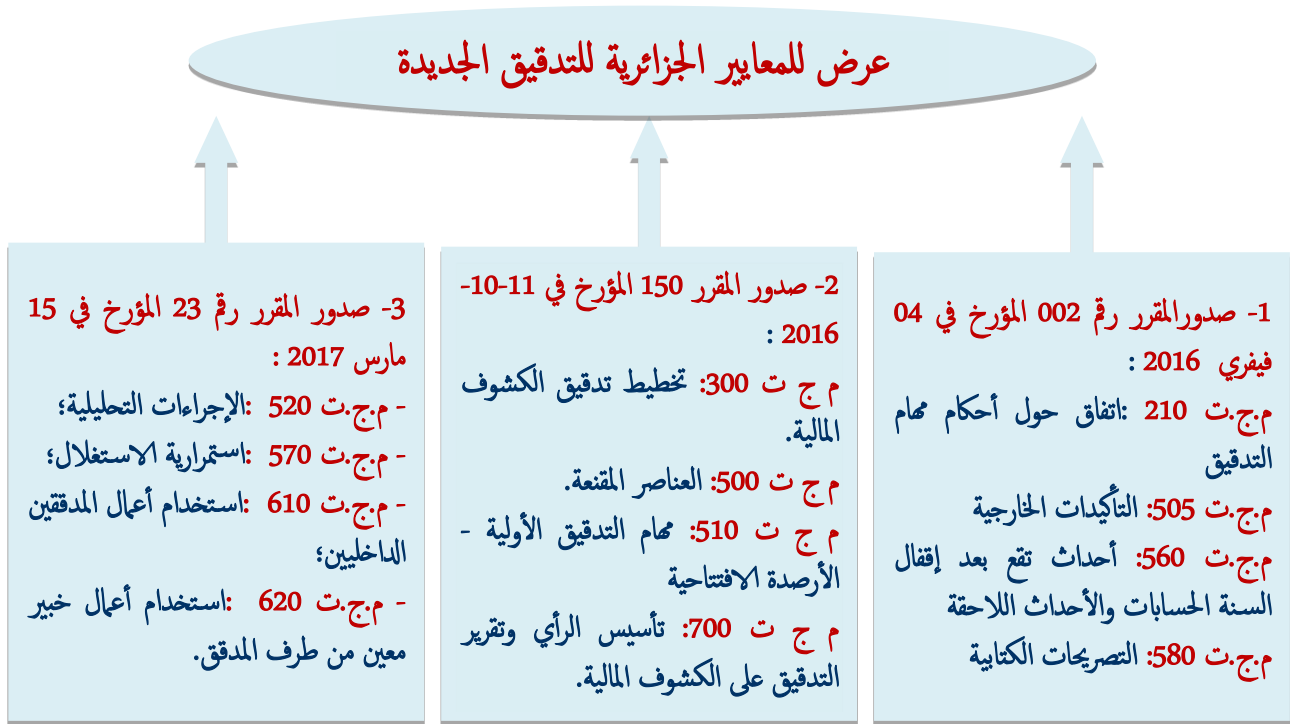 عرض للمعايير الجزائرية للتدقيق الجديدة
1- صدورالمقرر رقم 002 المؤرخ في 04
فيفري 2016 :
م.ج.ت 210 :اتفاق حول أحكام مهام
التدقيق
م.ج.ت 505: التأكيدات الخارجية
م.ج.ت 560: أحداث تقع بعد إقفال
السنة الحسابات والأحداث اللاحقة
م.ج.ت 580: التصريحات الكتابية
2- صدور المقرر 150 المؤرخ في 11-10-
2016 :
م ج ت 300: تخطيط تدقيق الكشوف
المالية.
م ج ت 500: العناصر المقنعة.
م ج ت 510: مهام التدقيق الأولية -
الأرصدة الافتتاحية
م ج ت 700: تأسيس الرأي وتقرير
التدقيق على الكشوف المالية.
3- صدور المقرر رقم 23 المؤرخ في 15
مارس 2017 :
- م.ج.ت 520 :الإجراءات التحليلية؛
- م.ج.ت 570 :استمرارية الاستغلال؛
- م.ج.ت 610 :استخدام أعمال المدققين
الداخليين؛
- م.ج.ت 620 :استخدام أعمال خبير
معين من طرف المدقق.